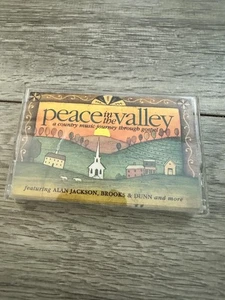 peace in the valley
a country music journey through gospel
featuring ALAN JACKSON, BROOKS & DUNN and more